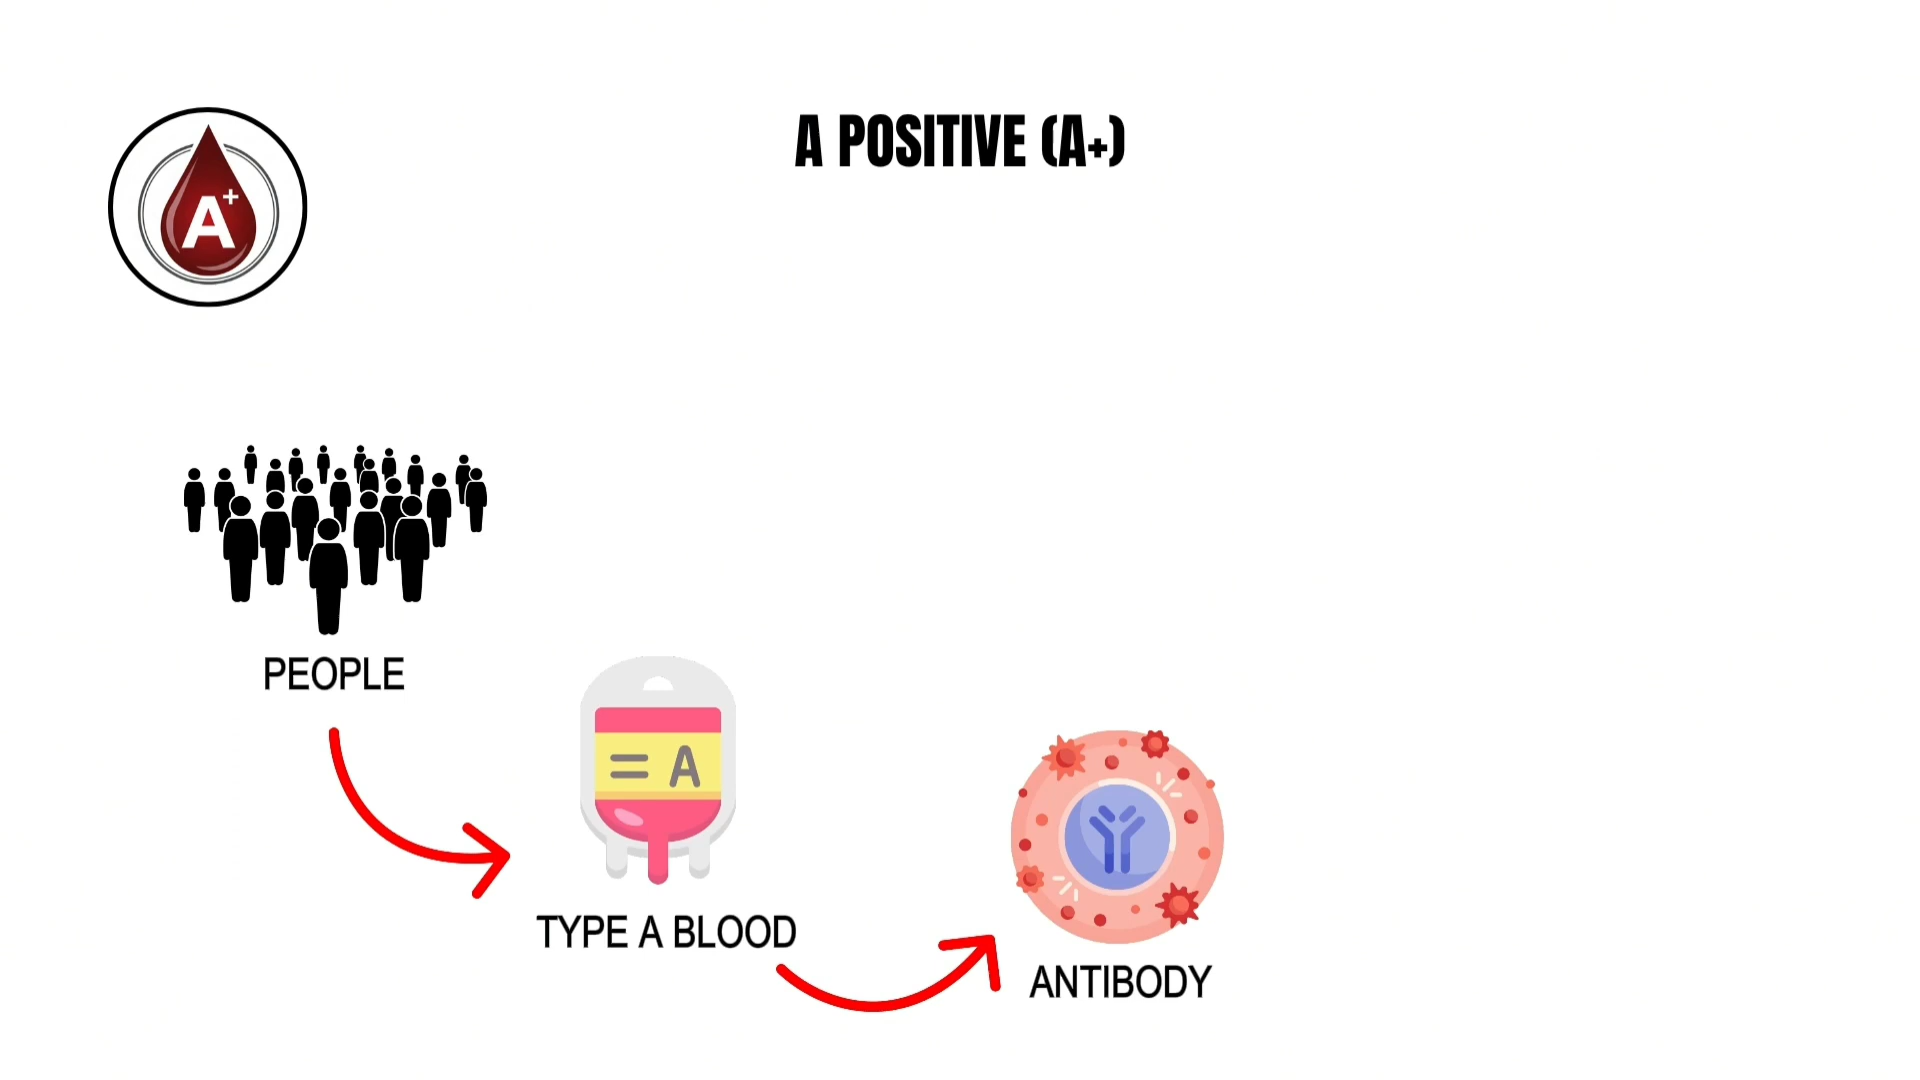 A POSITIVE (A+)
A+
PEOPLE
= A
TYPE A BLOOD
ANTIBODY